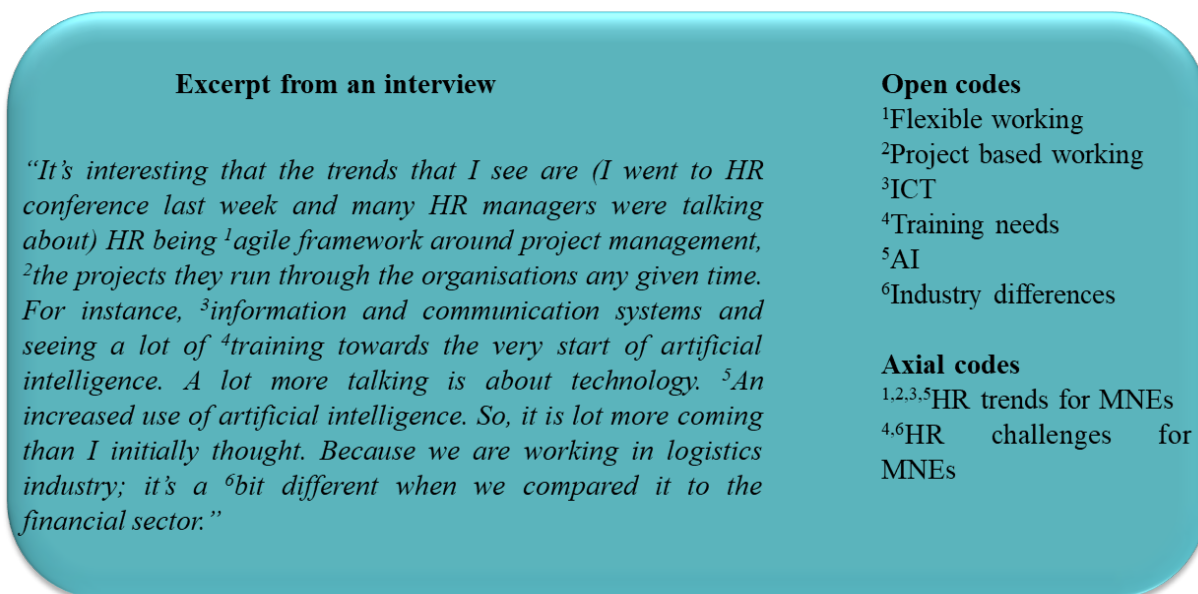 Excerpt from an interview
“It’s interesting that the trends that I see are (I went to HR
conference last week and many HR managers were talking
about) HR being ¹agile framework around project management,
²the projects they run through the organisations any given time.
For instance, ³information and communication systems and
seeing a lot of ⁴training towards the very start of artificial
intelligence. A lot more talking is about technology. ⁵An
increased use of artificial intelligence. So, it is lot more coming
than I initially thought. Because we are working in logistics
industry; it’s a ⁶bit different when we compared it to the
financial sector.”
Open codes
¹Flexible working
²Project based working
³ICT
⁴Training needs
⁵AI
⁶Industry differences
Axial codes
¹,²,³,⁵HR trends for MNEs
⁴,⁶HR challenges for
MNEs